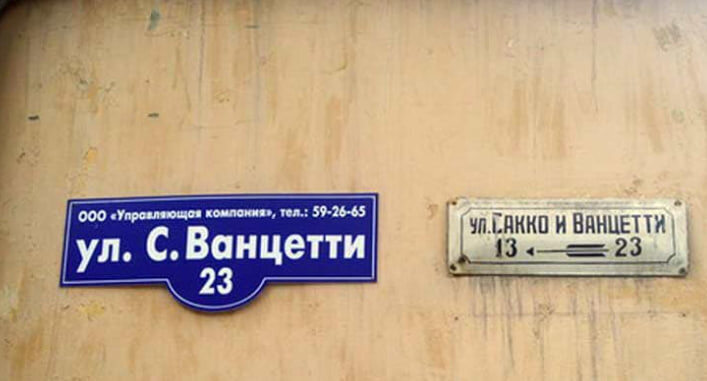 ООО «Управляющая компания», тел.: 59-26-65
ул. С. Ванцетти
23
ул. Сакко и Ванцетти
13 23